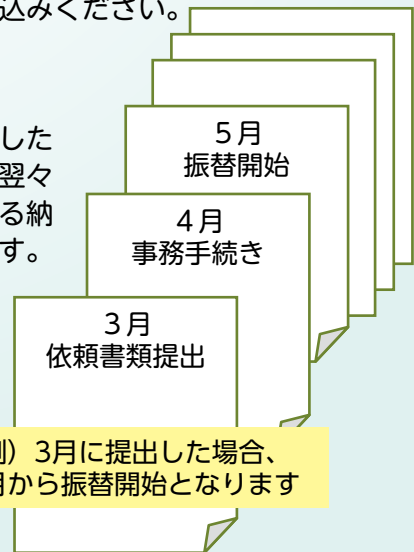 込みください。
した
翌々
る納
す。
5月
振替開始
4月
事務手続き
3月
依頼書類提出
）3月に提出した場合、
月から振替開始となります